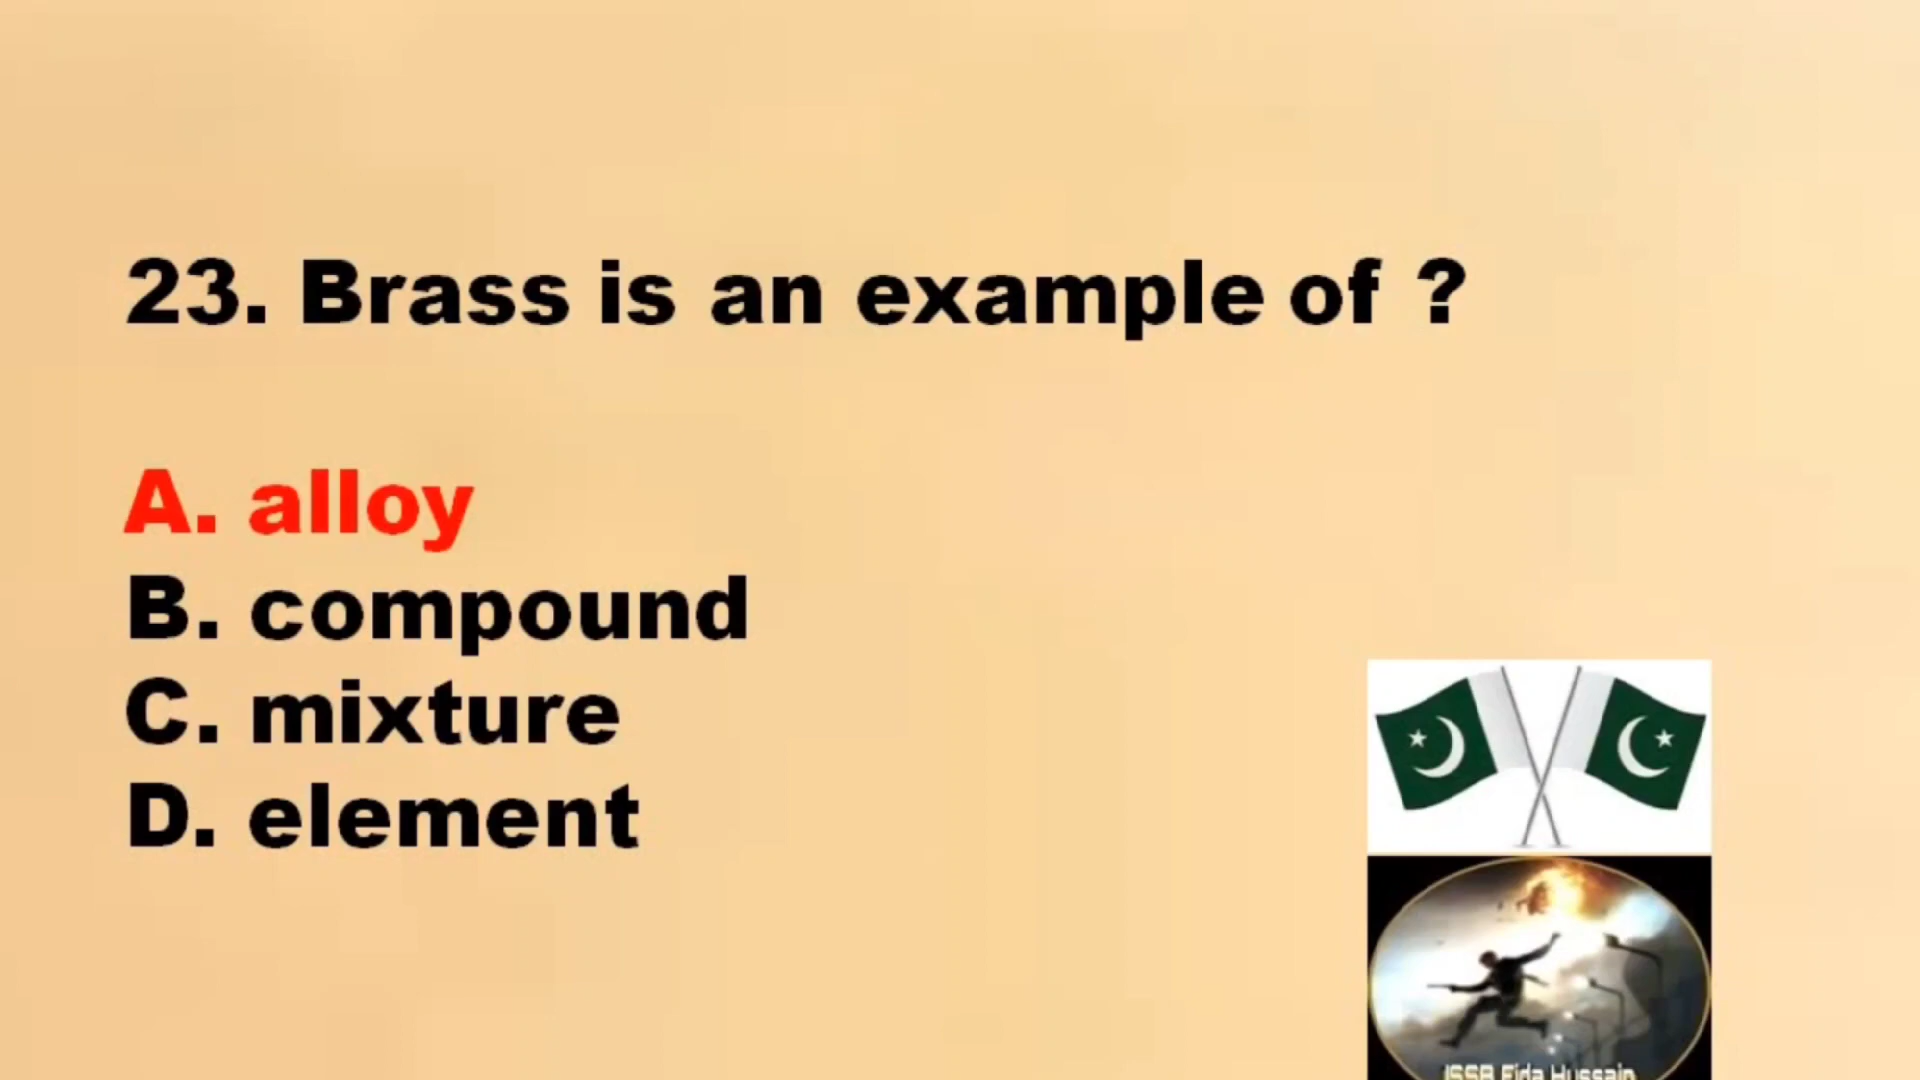 23. Brass is an example of ?
A. alloy
B. compound
C. mixture
D. element
ISSB Fida Hussain